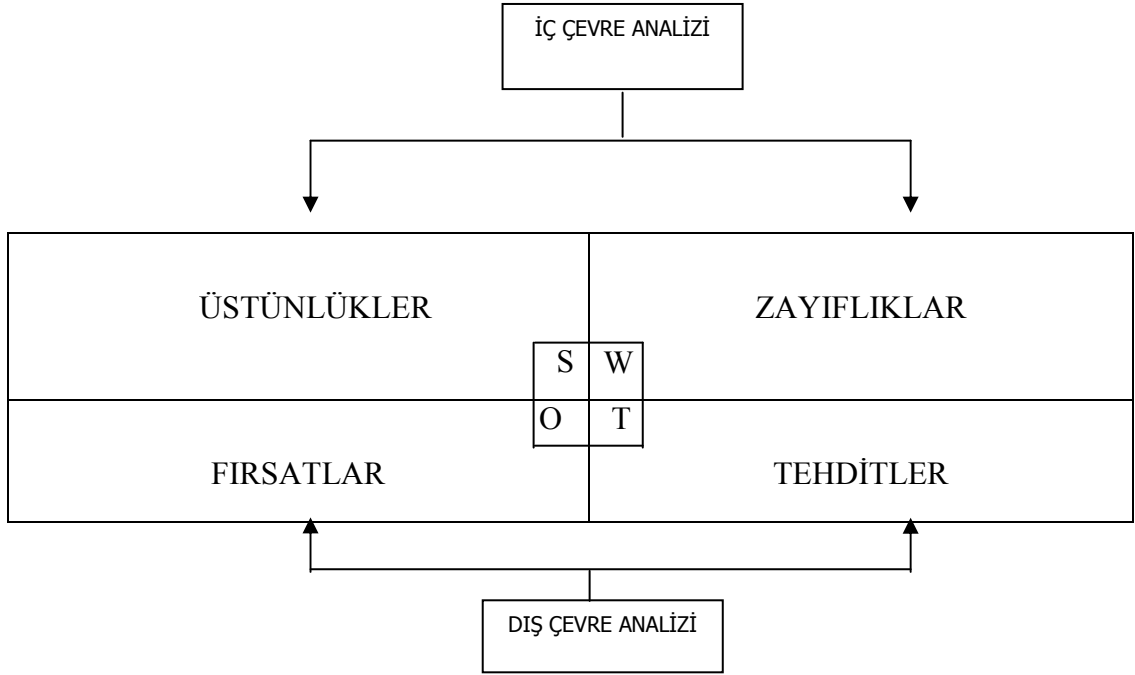 İÇ ÇEVRE ANALİZİ
ÜSTÜNLÜKLER
ZAYIFLIKLAR
S W
O T
FIRSATLAR
TEHDİTLER
DIŞ ÇEVRE ANALİZİ